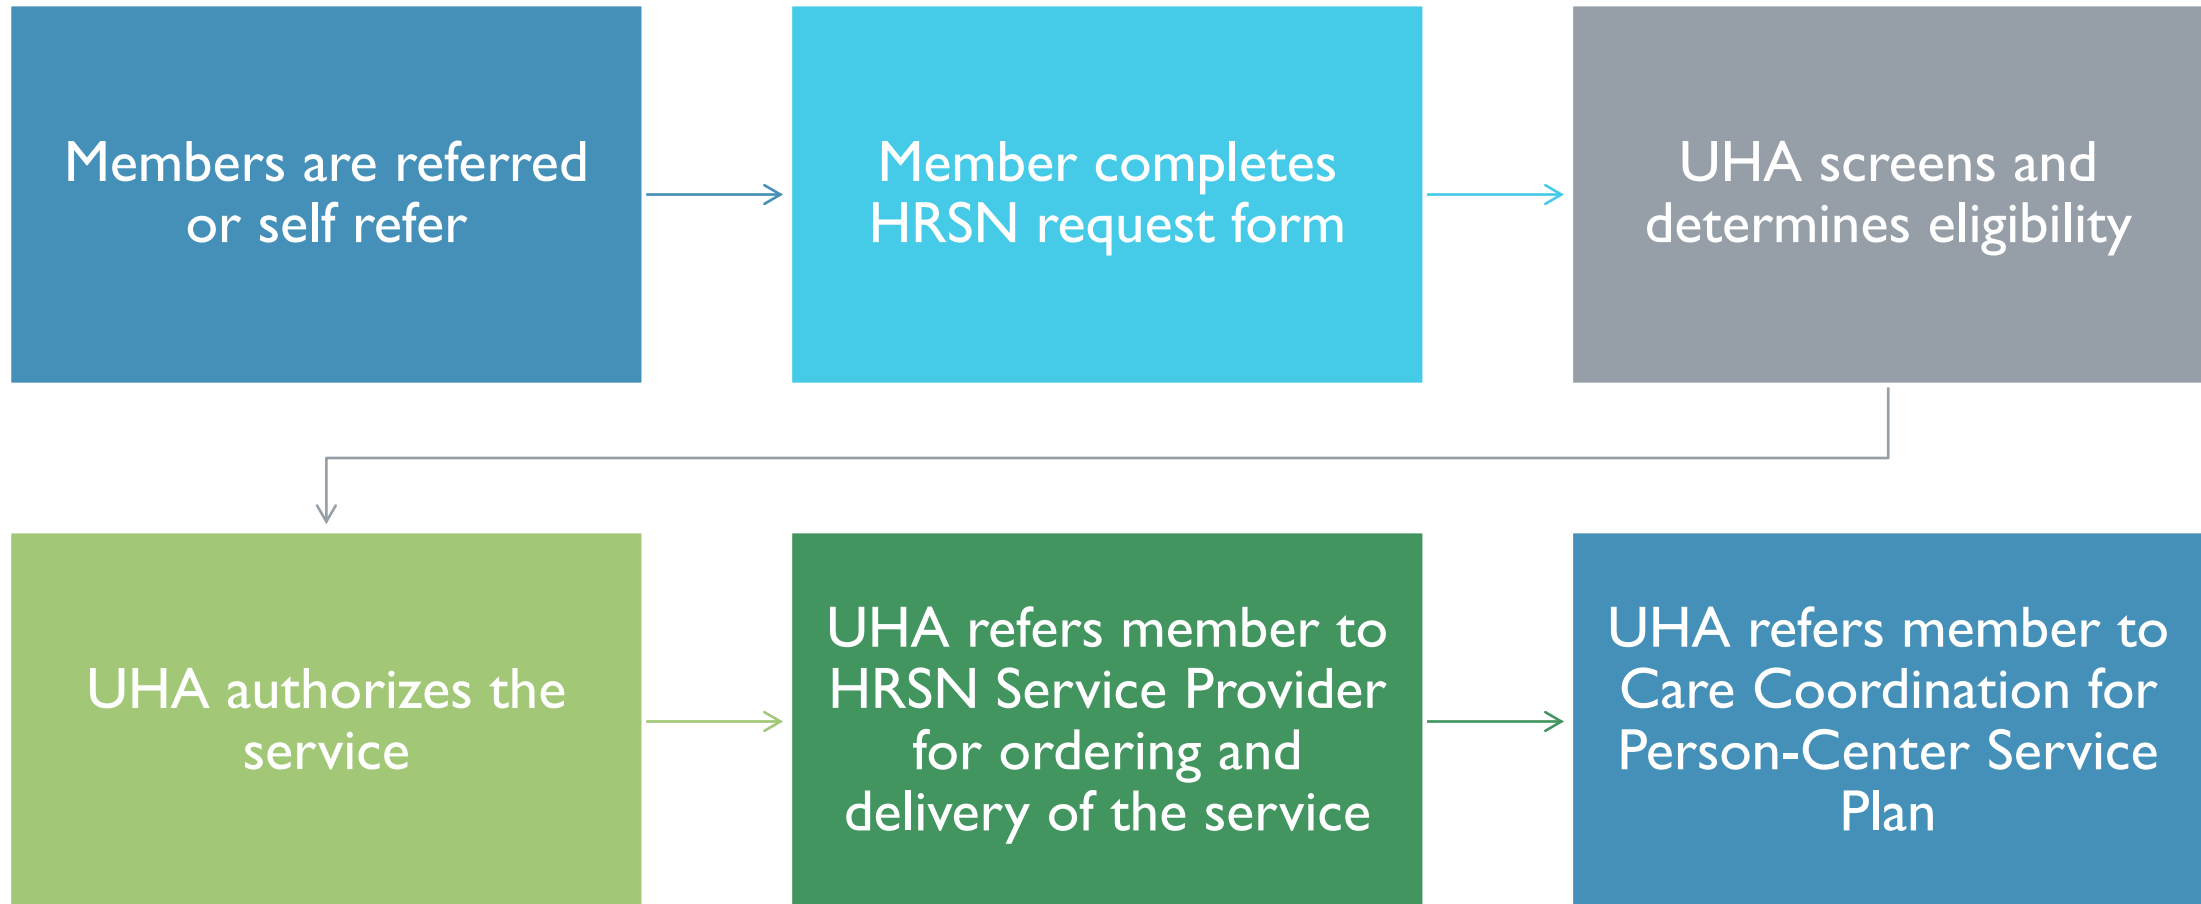 Members are referred
or self refer
Member completes
HRSN request form
UHA screens and
determines eligibility
UHA authorizes the
service
UHA refers member to
HRSN Service Provider
for ordering and
delivery of the service
UHA refers member to
Care Coordination for
Person-Center Service
Plan